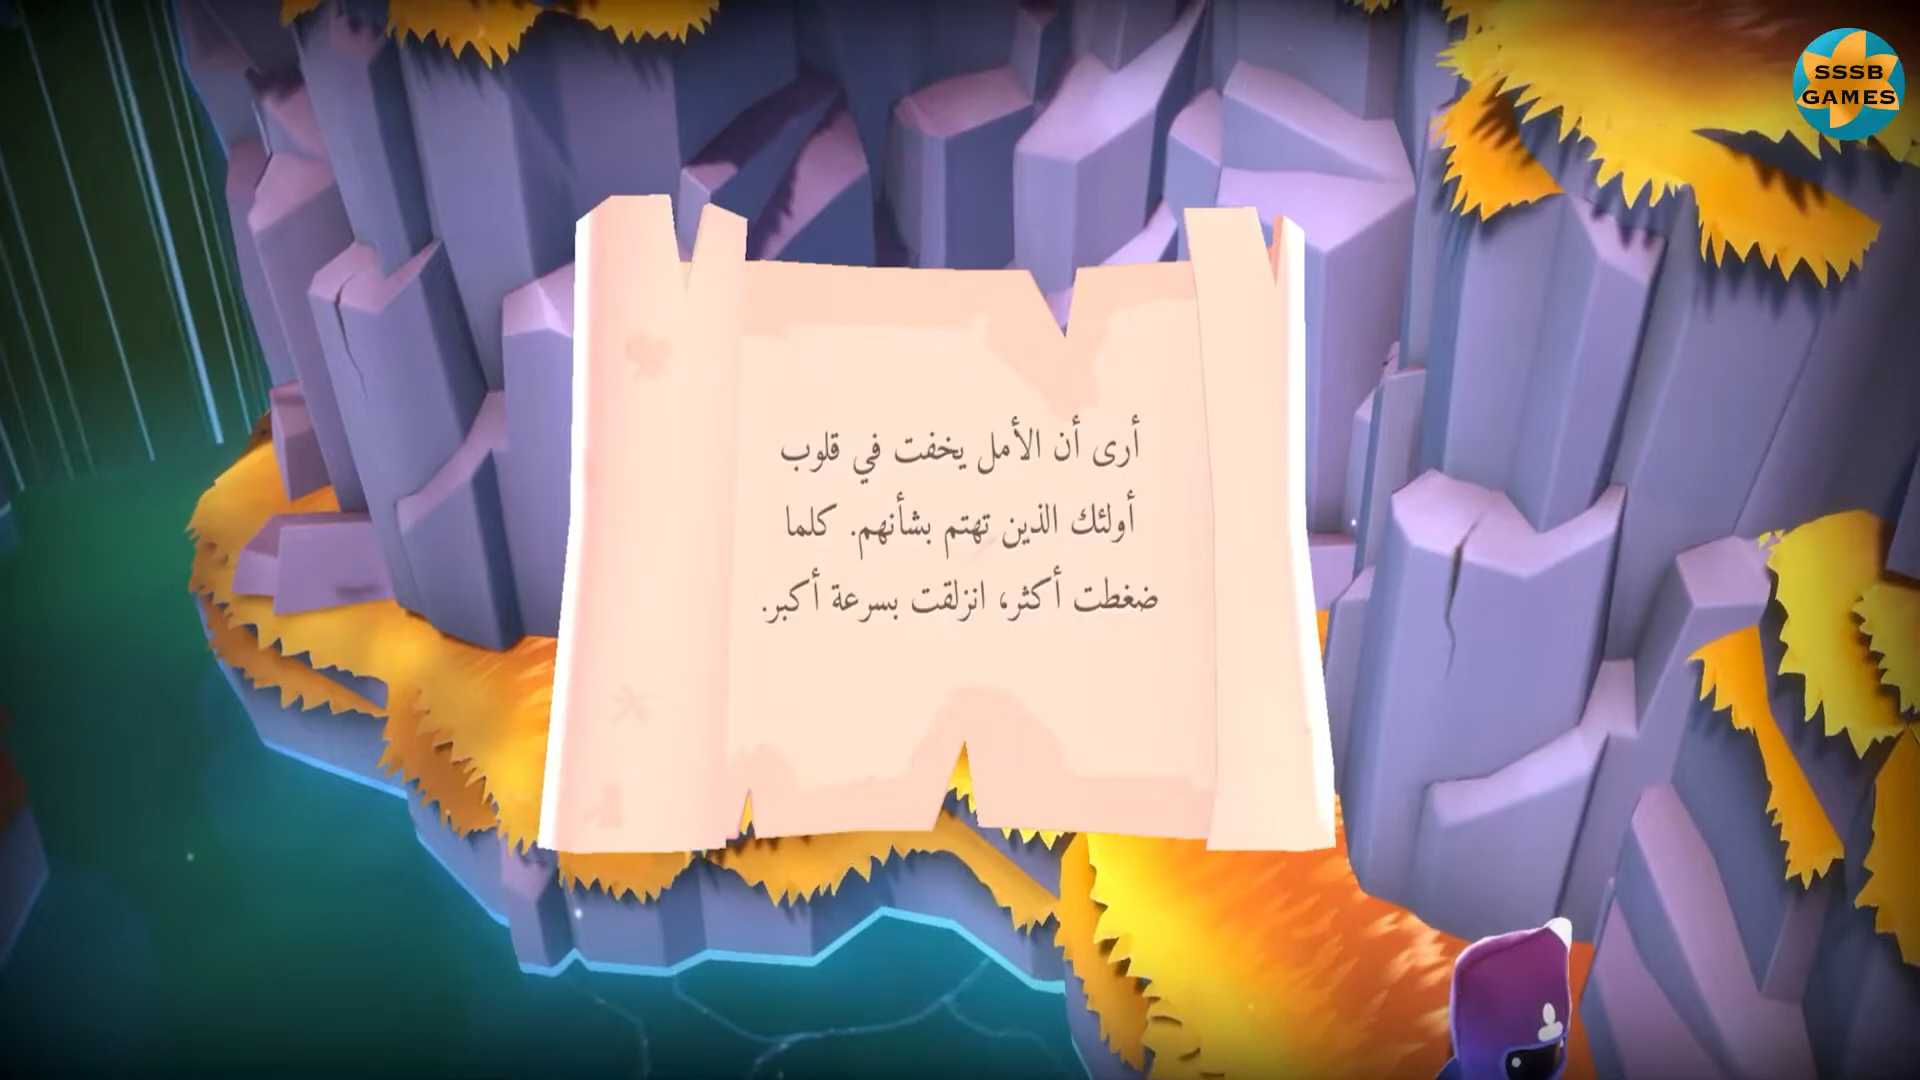 SSSB
GAMES
أرى أن الأمل يخفت في قلوب
أولئك الذين تهتم بشأنهم. كلما
ضغطت أكثر، انزلقت بسرعة أكبر.